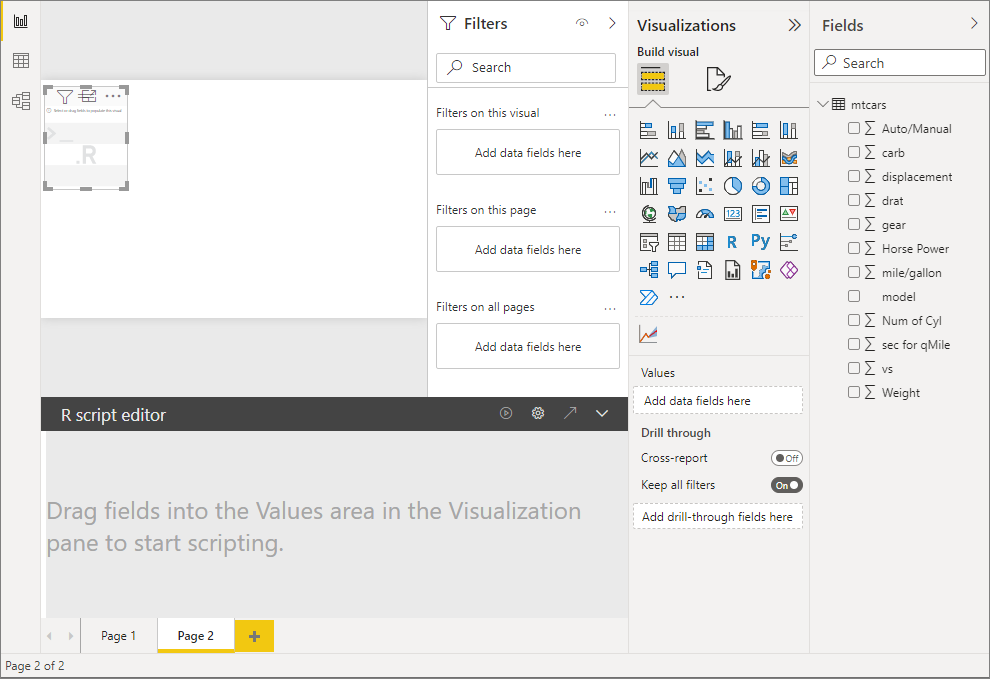 Filters
Search
Filters on this visual
Add data fields here
Filters on this page
Add data fields here
Filters on all pages
Add data fields here
Select or drag fields to populate this visual
.R
R script editor
Drag fields into the Values area in the Visualization
pane to start scripting.
Page 1
Page 2
+
Page 2 of 2
Visualizations
Build visual
123
R
Py
Values
Add data fields here
Drill through
Cross-report
Off
Keep all filters
On
Add drill-through fields here
Fields
Search
mtcars
Auto/Manual
carb
displacement
drat
gear
Horse Power
mile/gallon
model
Num of Cyl
sec for qMile
vs
Weight